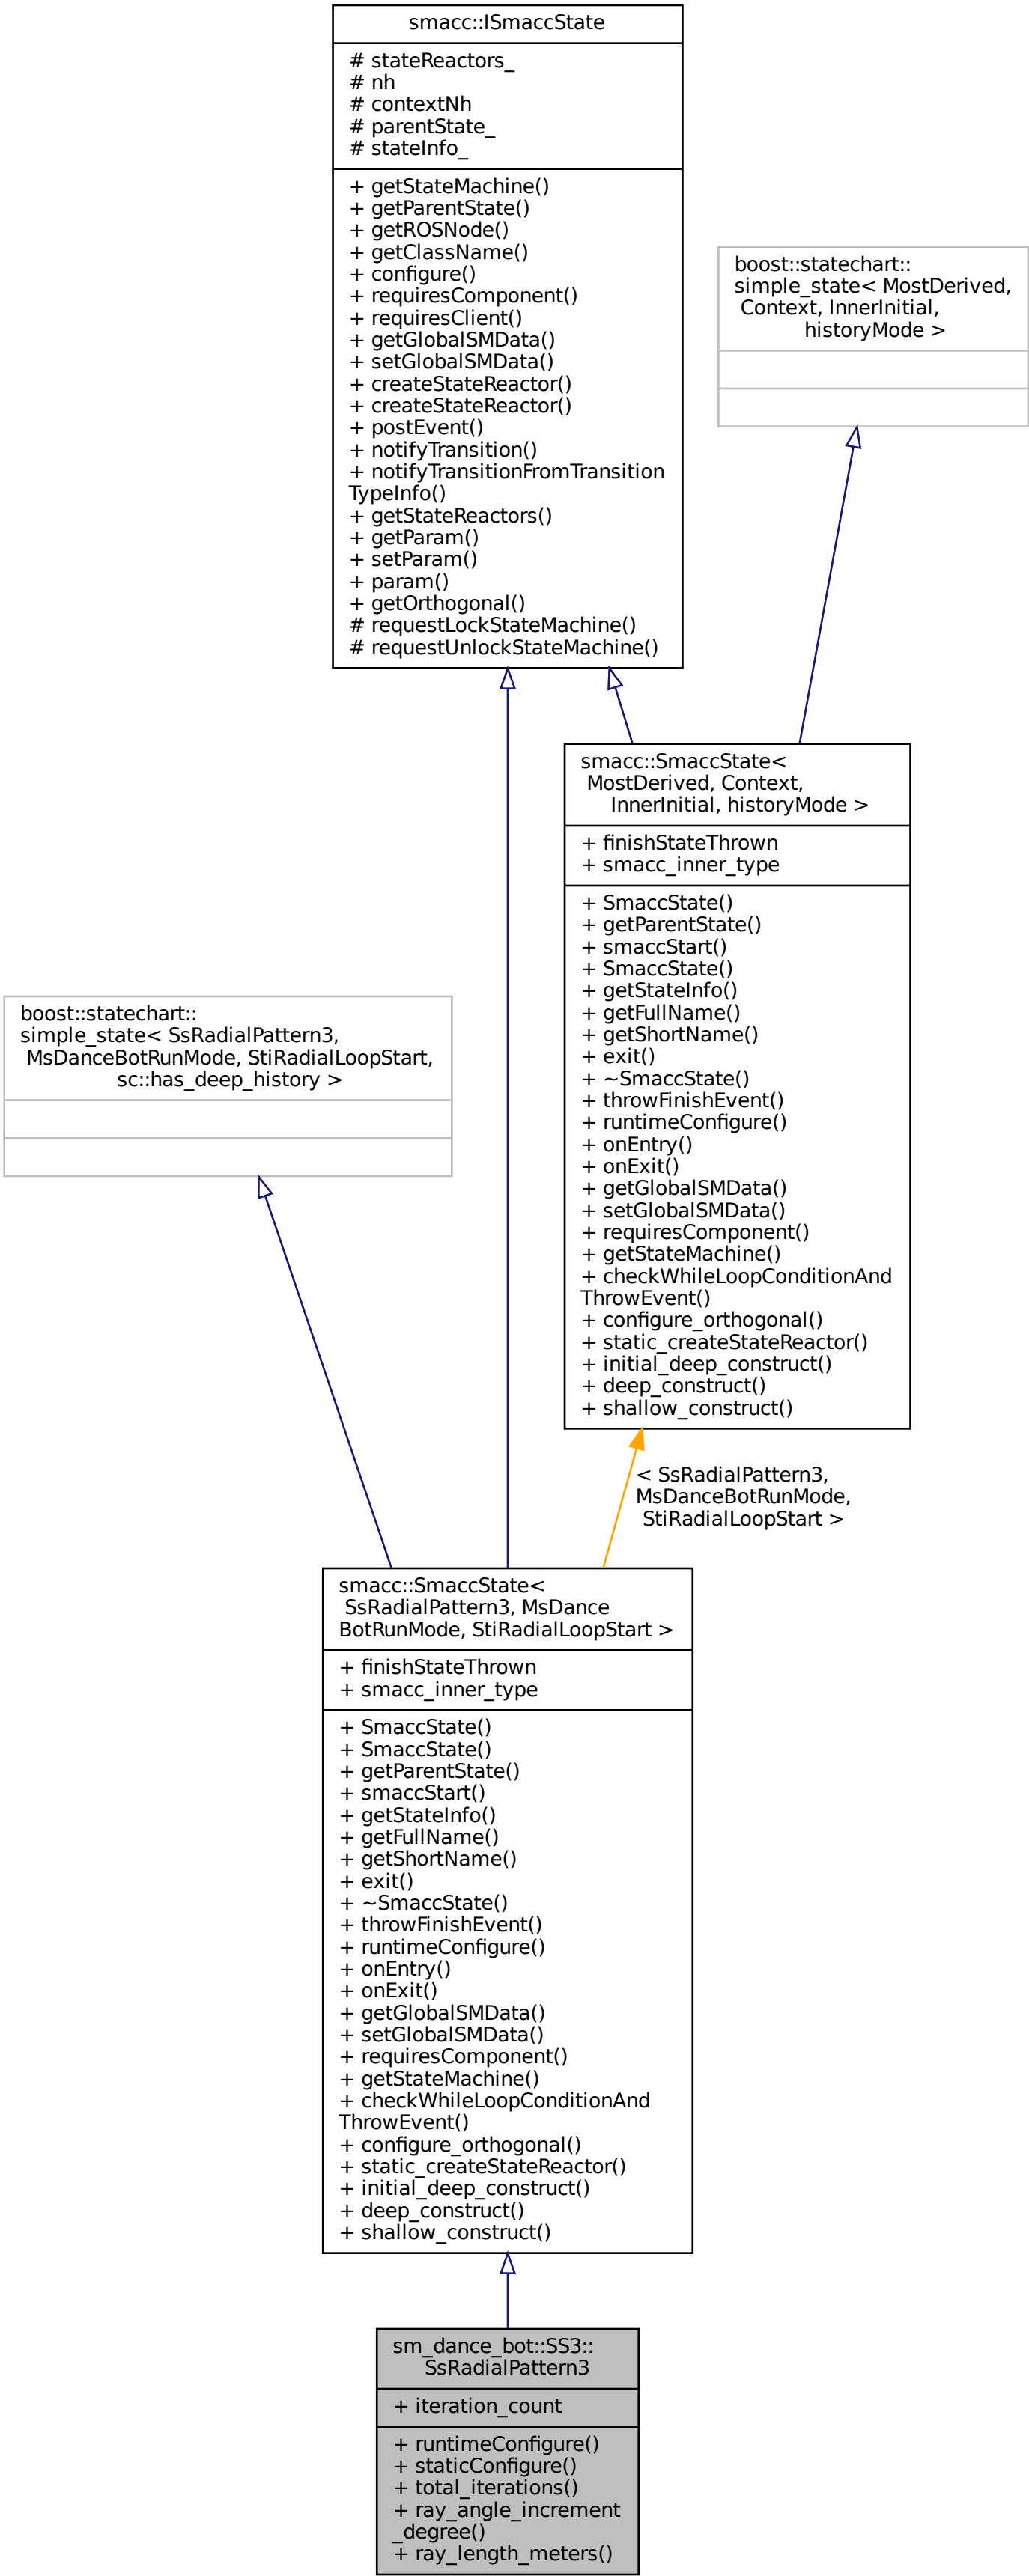 smacc::ISmaccState
# stateReactors_
# nh
# contextNh
# parentState_
# stateInfo_
+ getStateMachine()
+ getParentState()
+ getROSNode()
+ getClassName()
+ configure()
+ requiresComponent()
+ requiresClient()
+ getGlobalSMData()
+ setGlobalSMData()
+ createStateReactor()
+ createStateReactor()
+ postEvent()
+ notifyTransition()
+ notifyTransitionFromTransition
TypeInfo()
+ getStateReactors()
+ getParam()
+ setParam()
+ param()
+ getOrthogonal()
# requestLockStateMachine()
# requestUnlockStateMachine()
boost::statechart::
simple_state< MostDerived,
Context, InnerInitial,
historyMode >
smacc::SmaccState<
MostDerived, Context,
InnerInitial, historyMode >
+ finishStateThrown
+ smacc_inner_type
+ SmaccState()
+ getParentState()
+ smaccStart()
+ SmaccState()
+ getStateInfo()
+ getFullName()
+ getShortName()
+ exit()
+ ~SmaccState()
+ throwFinishEvent()
+ runtimeConfigure()
+ onEntry()
+ onExit()
+ getGlobalSMData()
+ setGlobalSMData()
+ requiresComponent()
+ getStateMachine()
+ checkWhileLoopConditionAnd
ThrowEvent()
+ configure_orthogonal()
+ static_createStateReactor()
+ initial_deep_construct()
+ deep_construct()
+ shallow_construct()
boost::statechart::
simple_state< SsRadialPattern3,
MsDanceBotRunMode, StiRadialLoopStart,
sc::has_deep_history >
< SsRadialPattern3,
MsDanceBotRunMode,
StiRadialLoopStart >
smacc::SmaccState<
SsRadialPattern3, MsDance
BotRunMode, StiRadialLoopStart >
+ finishStateThrown
+ smacc_inner_type
+ SmaccState()
+ SmaccState()
+ getParentState()
+ smaccStart()
+ getStateInfo()
+ getFullName()
+ getShortName()
+ exit()
+ ~SmaccState()
+ throwFinishEvent()
+ runtimeConfigure()
+ onEntry()
+ onExit()
+ getGlobalSMData()
+ setGlobalSMData()
+ requiresComponent()
+ getStateMachine()
+ checkWhileLoopConditionAnd
ThrowEvent()
+ configure_orthogonal()
+ static_createStateReactor()
+ initial_deep_construct()
+ deep_construct()
+ shallow_construct()
sm_dance_bot::SS3::
SsRadialPattern3
+ iteration_count
+ runtimeConfigure()
+ staticConfigure()
+ total_iterations()
+ ray_angle_increment
_degree()
+ ray_length_meters()